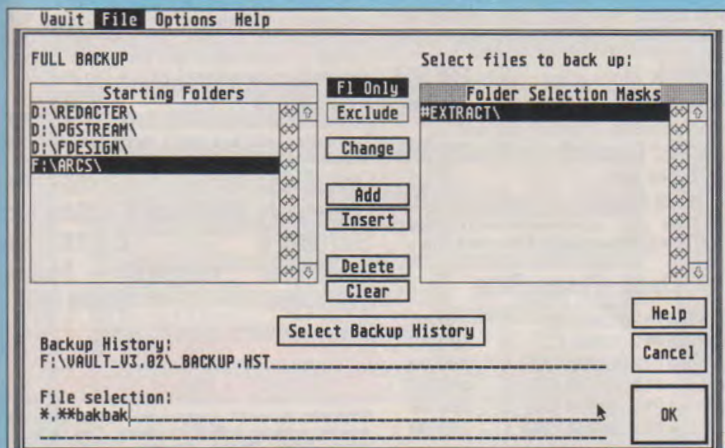 Vault File Options Help
FULL BACKUP
Select files to back up:
Starting Folders
D:\REDACTER\
D:\PGSTREAM\
D:\FDESIGN\
F:\ARCS\
Fl Only
Exclude
Change
Add
Insert
Delete
Clear
Folder Selection Masks
#EXTRACT\
Select Backup History
Help
Cancel
OK
Backup History:
F:\VAULT_V3.02\_BACKUP.HST
File selection:
*.**bakbak